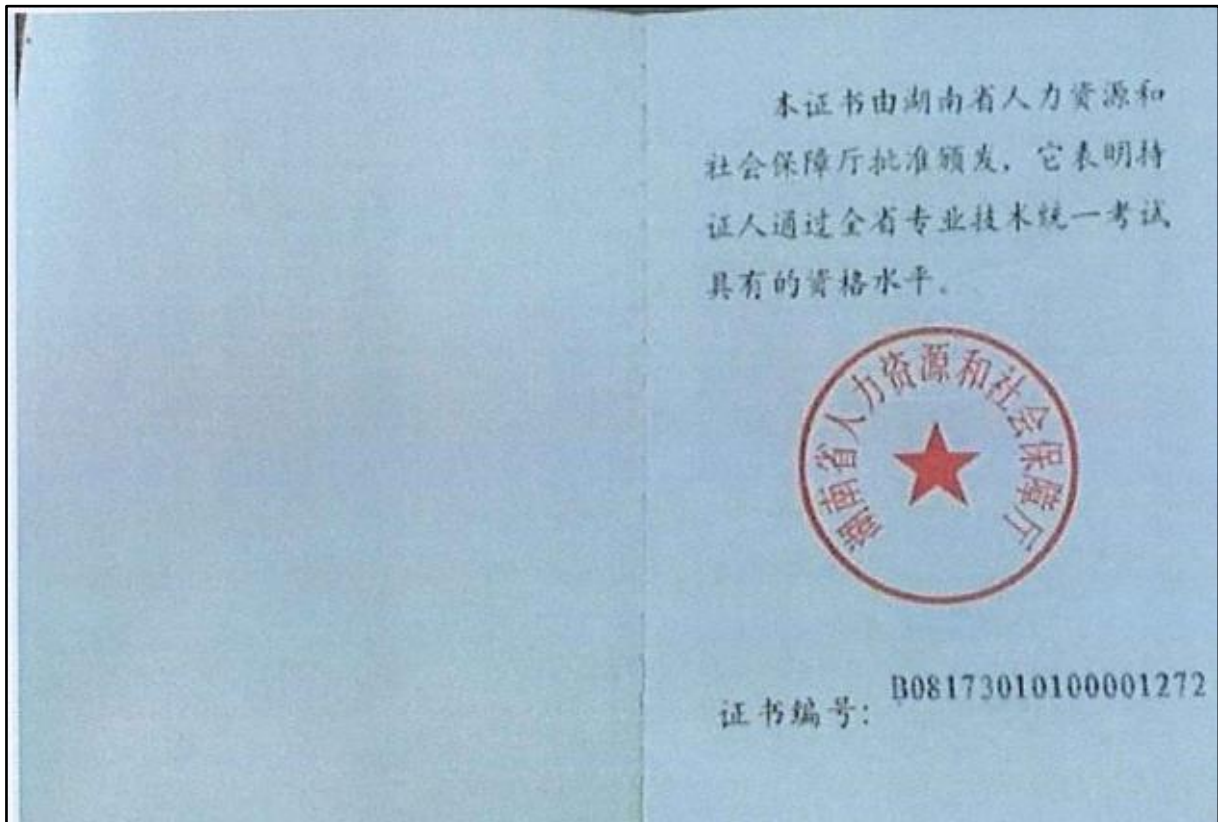 本证书由湖南省人力资源和
社会保障厅批准颁发，它表明持
证人通过全省专业技术统一考试
具有的资格水平。
湖南省人力资源和社会保障厅
证书编号：B08173010100001272